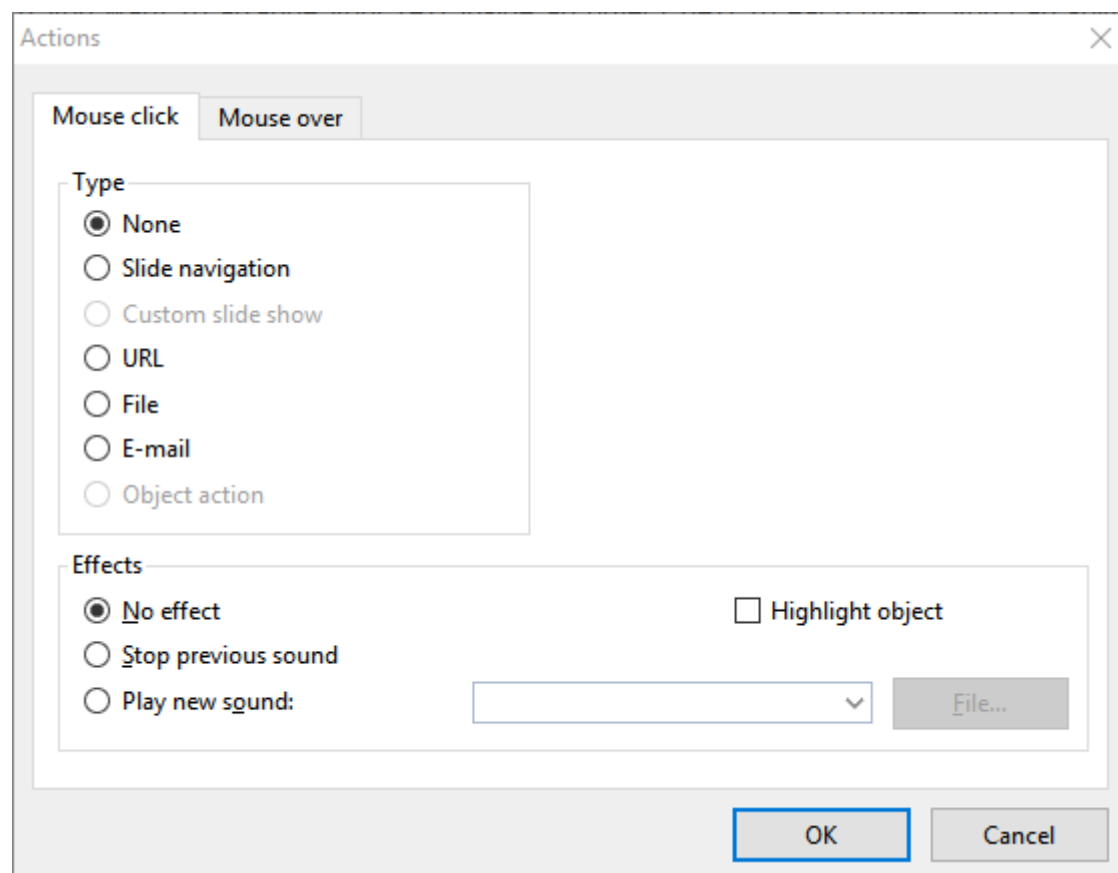 Actions
Mouse click Mouse over
Type
None
Slide navigation
Custom slide show
URL
File
E-mail
Object action
Effects
No effect Highlight object
Stop previous sound
Play new sound: File...
OK Cancel